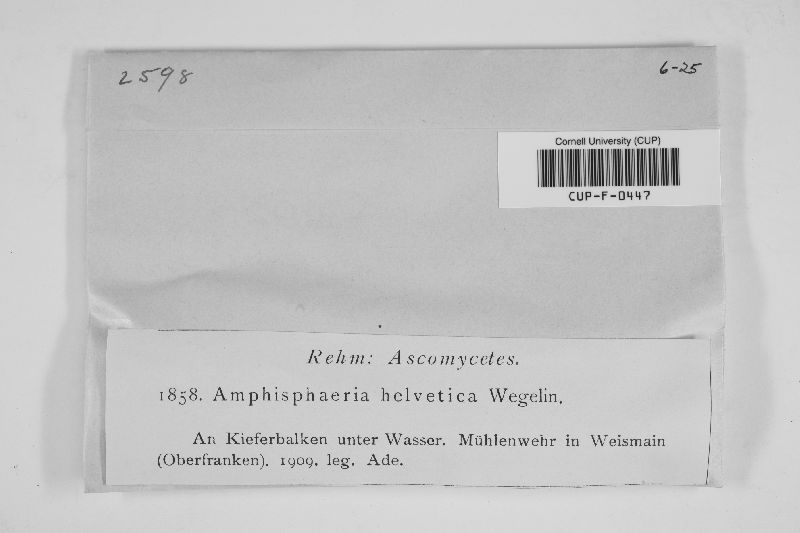 2598
6-25
Cornell University (CUP)
CUP-F-0447
Rehm: Ascomycetes.
1858. Amphisphaeria helvetica Wegelin.
An Kieferbalken unter Wasser. Mühlenwehr in Weismain
(Oberfranken). 1909. leg. Ade.